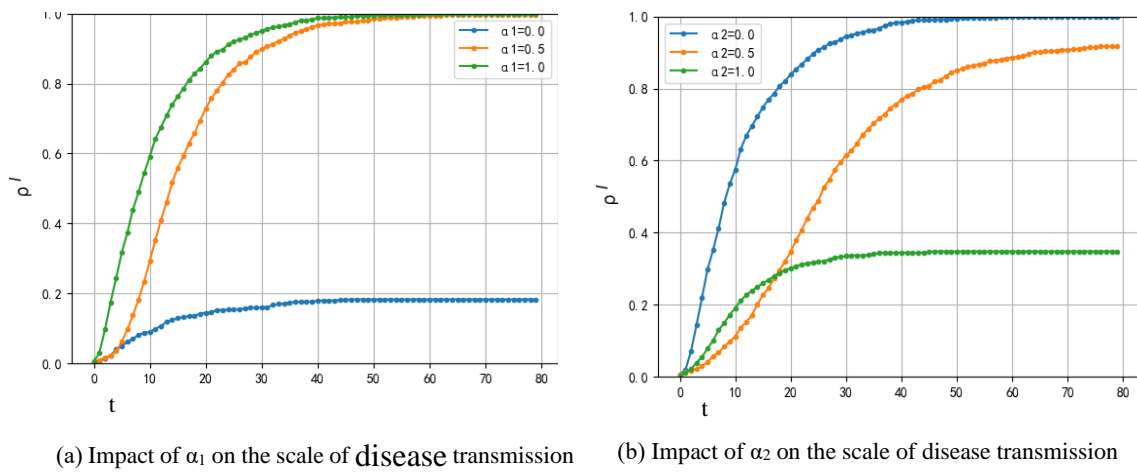 1.0
0.8
0.6
0.4
0.2
0.0
ρ^I
0 10 20 30 40 50 60 70 80
t
α1=0.0
α1=0.5
α1=1.0
(a) Impact of α₁ on the scale of disease transmission
1.0
0.8
0.6
0.4
0.2
0.0
ρ^I
0 10 20 30 40 50 60 70 80
t
α2=0.0
α2=0.5
α2=1.0
(b) Impact of α₂ on the scale of disease transmission